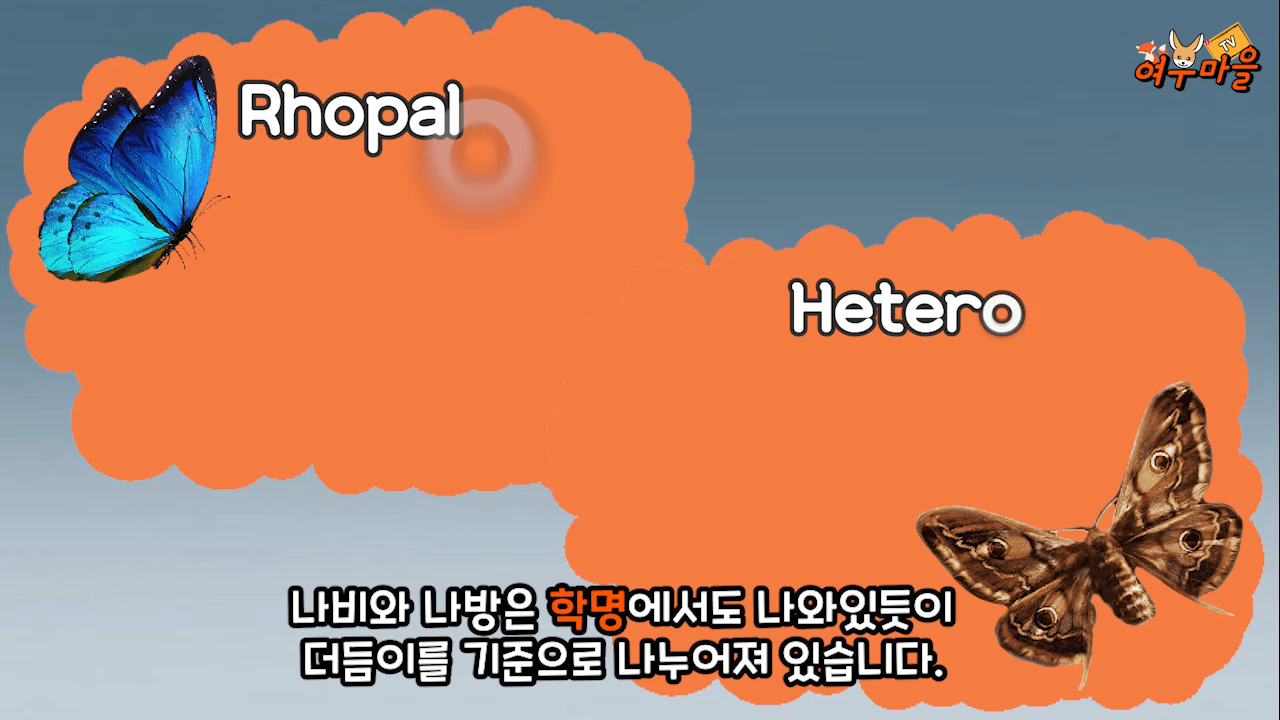 TV
여우마을
Rhopalo
Hetero
나비와 나방은 학명에서도 나와있듯이
더듬이를 기준으로 나누어져 있습니다.